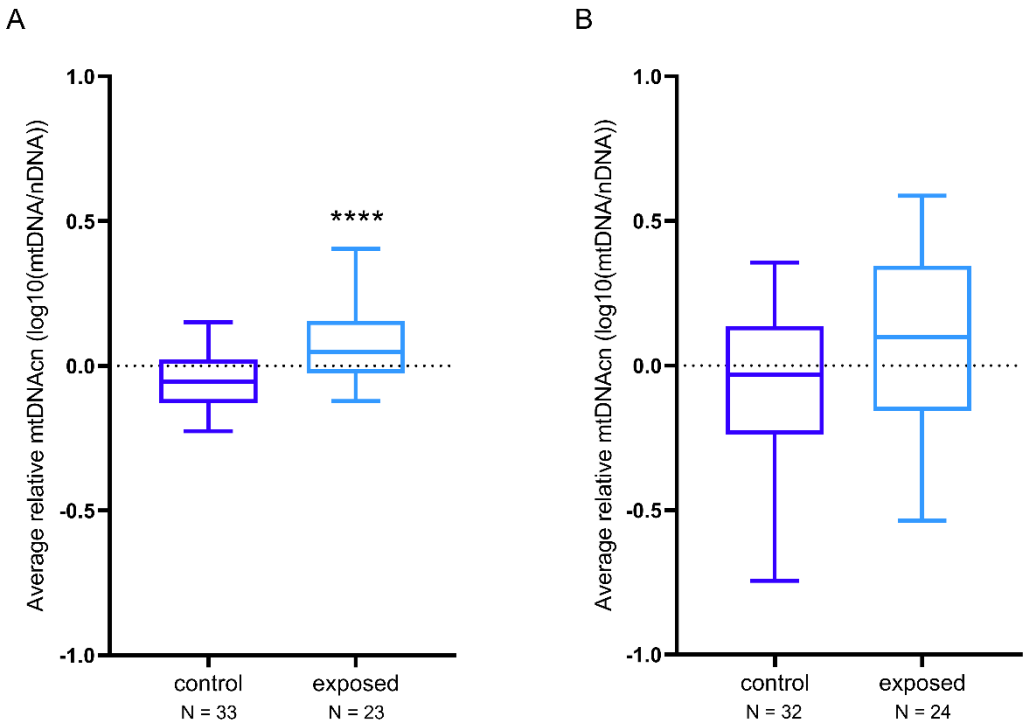 A
Average relative mtDNAcn (log10(mtDNA/nDNA))
1.0
0.5
0.0
-0.5
-1.0
****
control
exposed
N = 33
N = 23
B
Average relative mtDNAcn (log10(mtDNA/nDNA))
1.0
0.5
0.0
-0.5
-1.0
control
exposed
N = 32
N = 24